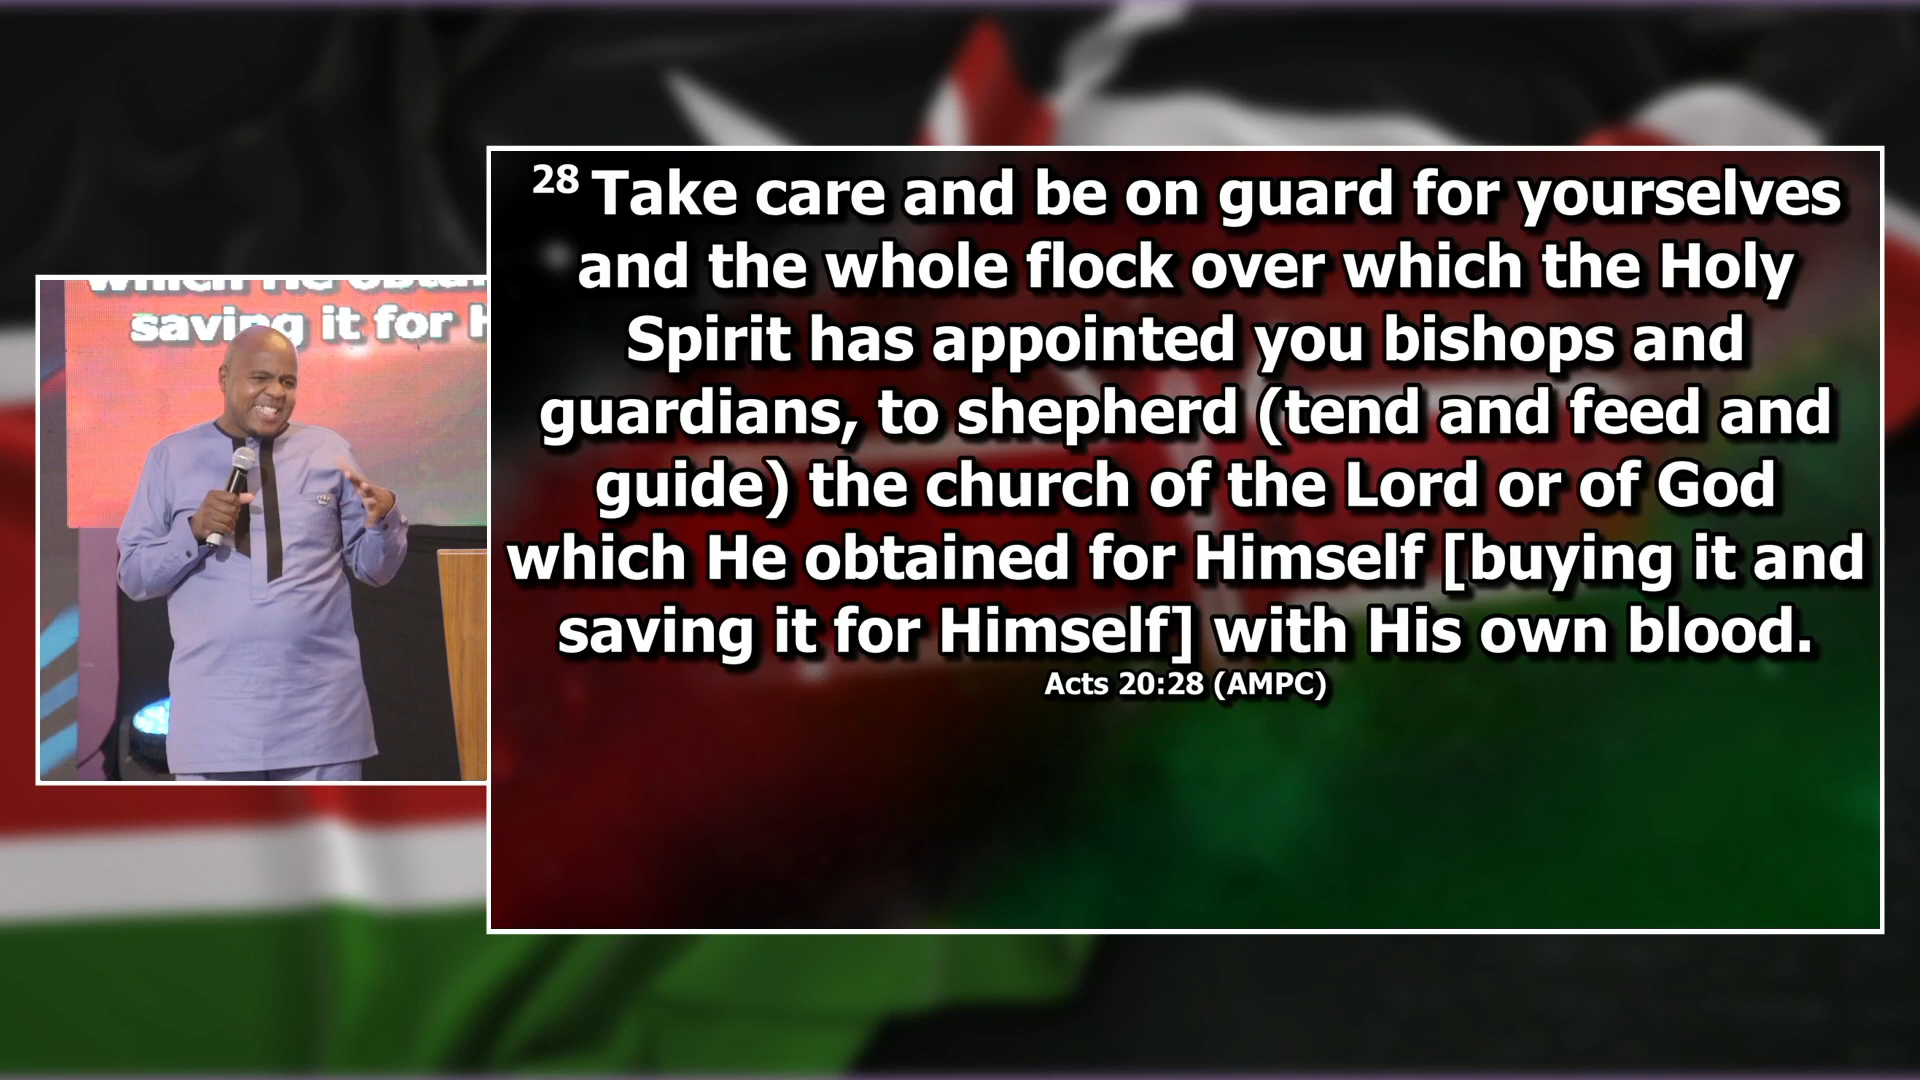 28 Take care and be on guard for yourselves
and the whole flock over which the Holy
Spirit has appointed you bishops and
guardians, to shepherd (tend and feed and
guide) the church of the Lord or of God
which He obtained for Himself [buying it and
saving it for Himself] with His own blood.
Acts 20:28 (AMPC)
which He obtai
saving it for H